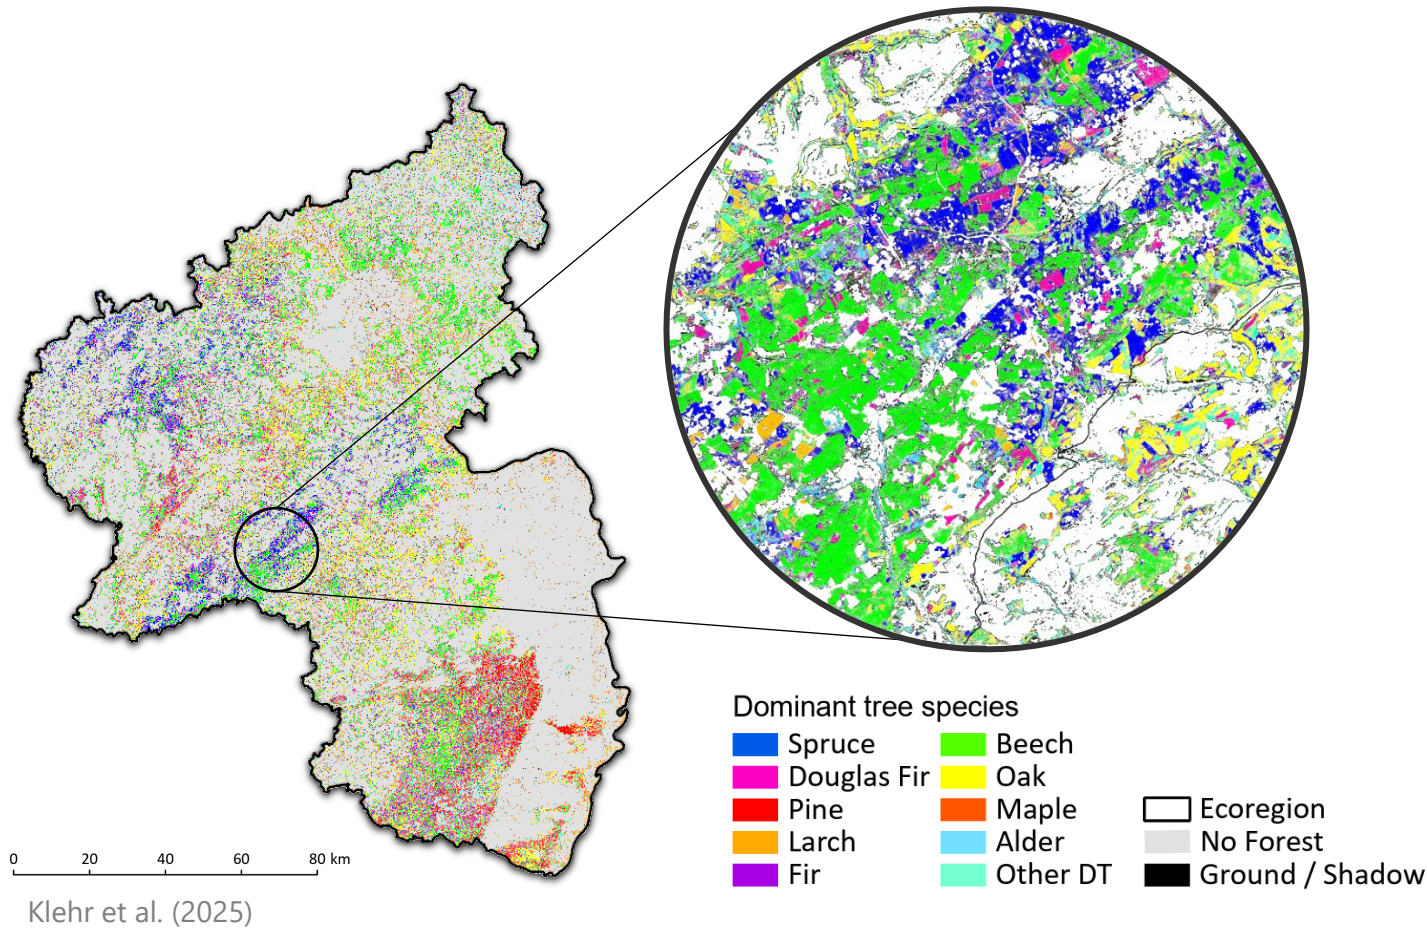 Dominant tree species
Spruce
Beech
Douglas Fir
Oak
Pine
Maple
Ecoregion
Larch
Alder
No Forest
Fir
Other DT
Ground / Shadow
0 20 40 60 80 km
Klehr et al. (2025)